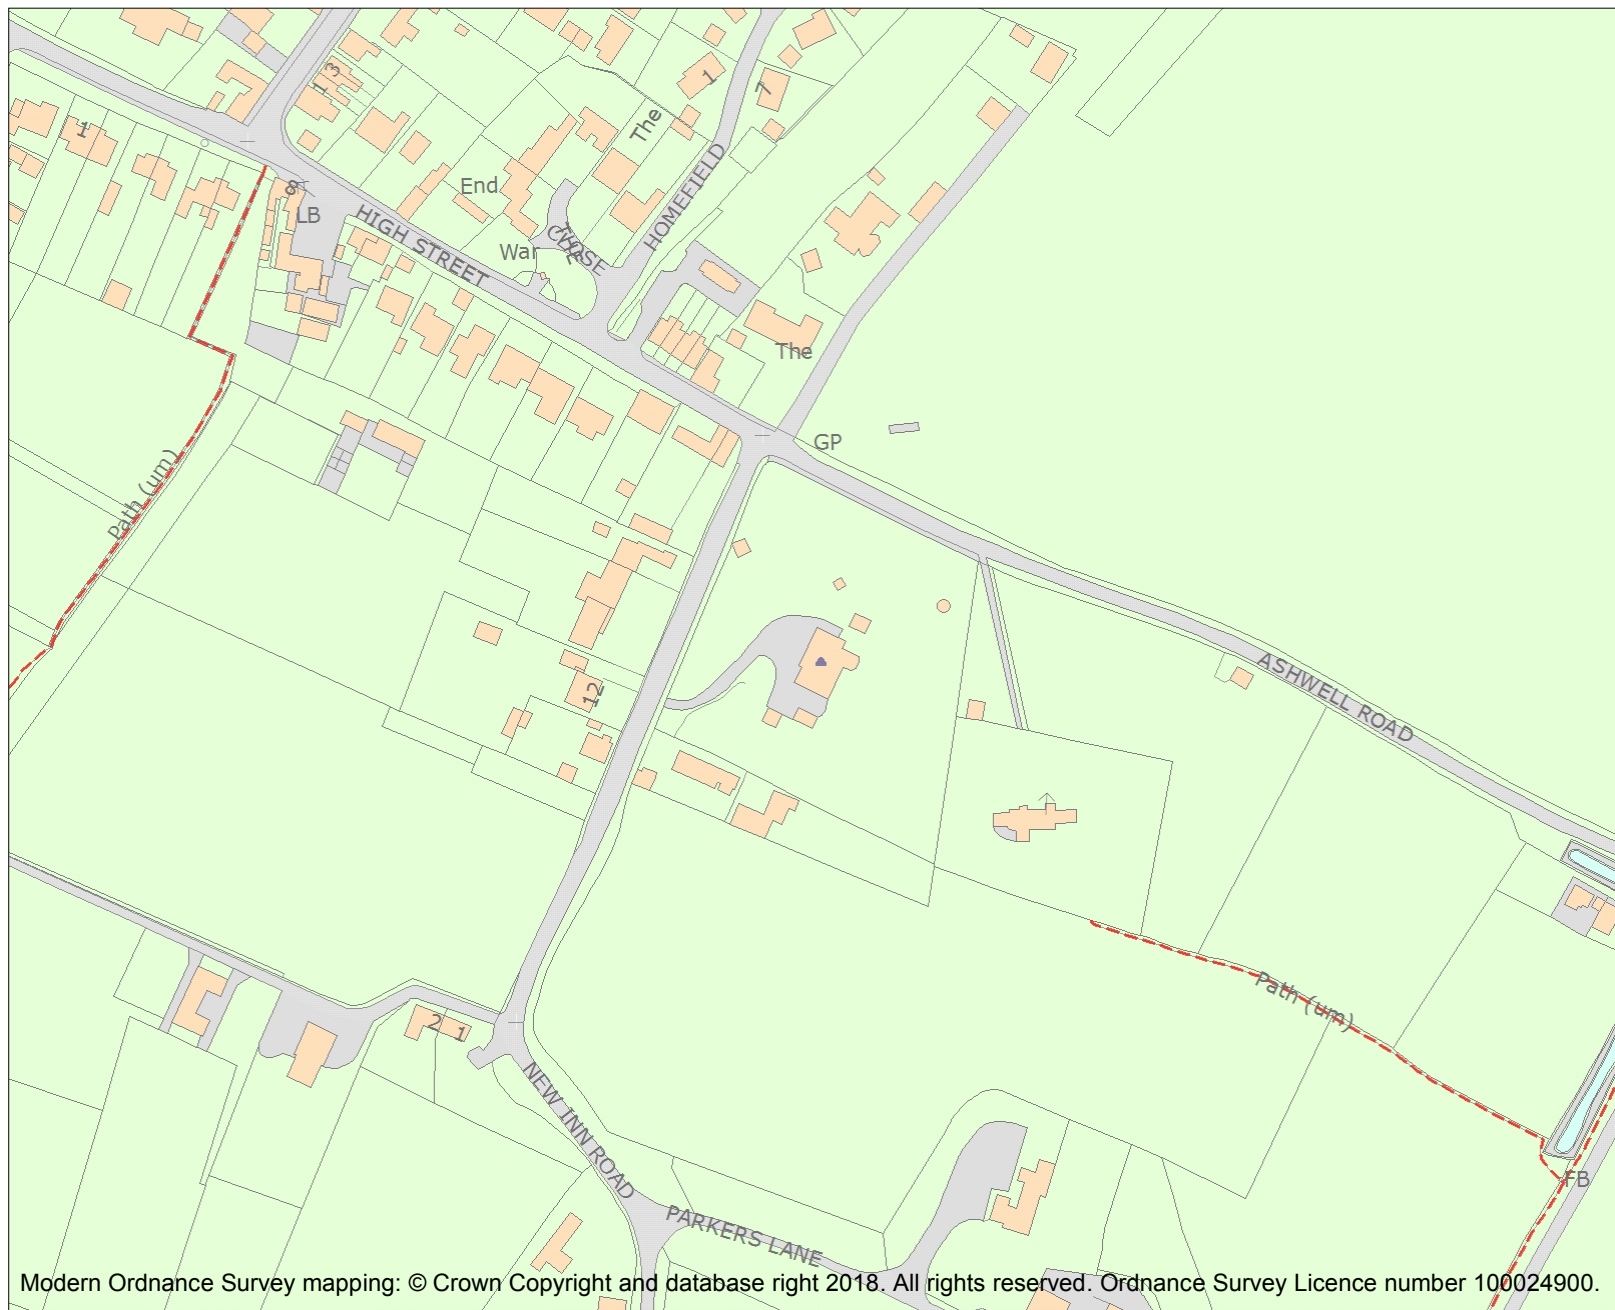 3
1
1
7
The
H
End
8
LB
HOMEFIELD
HIGH STREET
War
CLOSE
The
GP
Path (um)
12
ASHWELL ROAD
Path (um)
2
1
NEW INN ROAD
FB
PARKERS LANE
Modern Ordnance Survey mapping: © Crown Copyright and database right 2018. All rights reserved. Ordnance Survey Licence number 100024900.